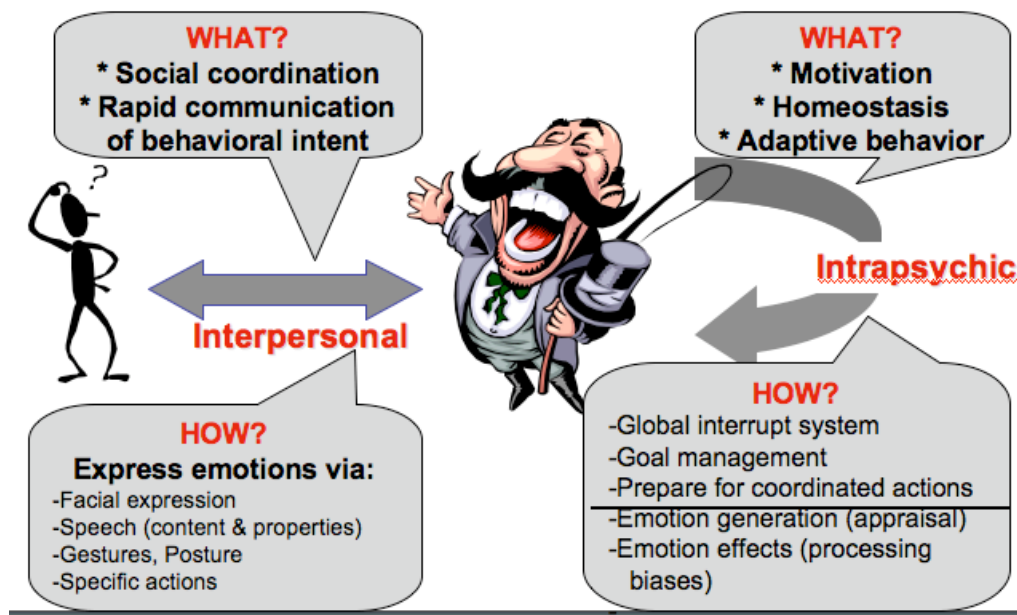 WHAT?
* Social coordination
* Rapid communication
of behavioral intent
WHAT?
* Motivation
* Homeostasis
* Adaptive behavior
?
Interpersonal
Intrapsychic
HOW?
Express emotions via:
-Facial expression
-Speech (content & properties)
-Gestures, Posture
-Specific actions
HOW?
-Global interrupt system
-Goal management
-Prepare for coordinated actions
-Emotion generation (appraisal)
-Emotion effects (processing
biases)